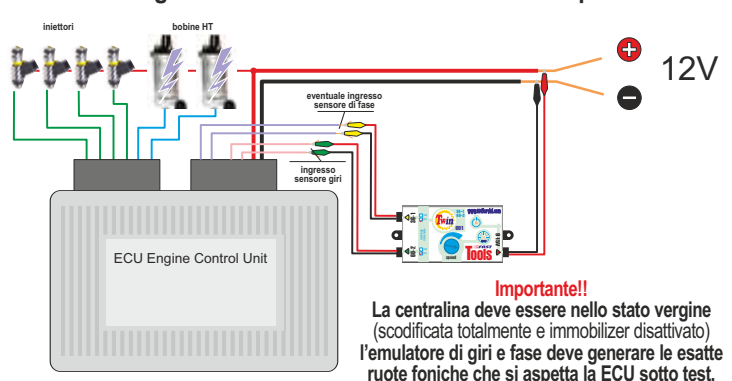 iniettori
bobine HT
12V
eventuale ingresso
sensore di fase
ingresso
sensore giri
ECU Engine Control Unit
Twin
Tools
Importante!!
La centralina deve essere nello stato vergine
(scodificata totalmente e immobilizer disattivato)
l'emulatore di giri e fase deve generare le esatte
ruote foniche che si aspetta la ECU sotto test.